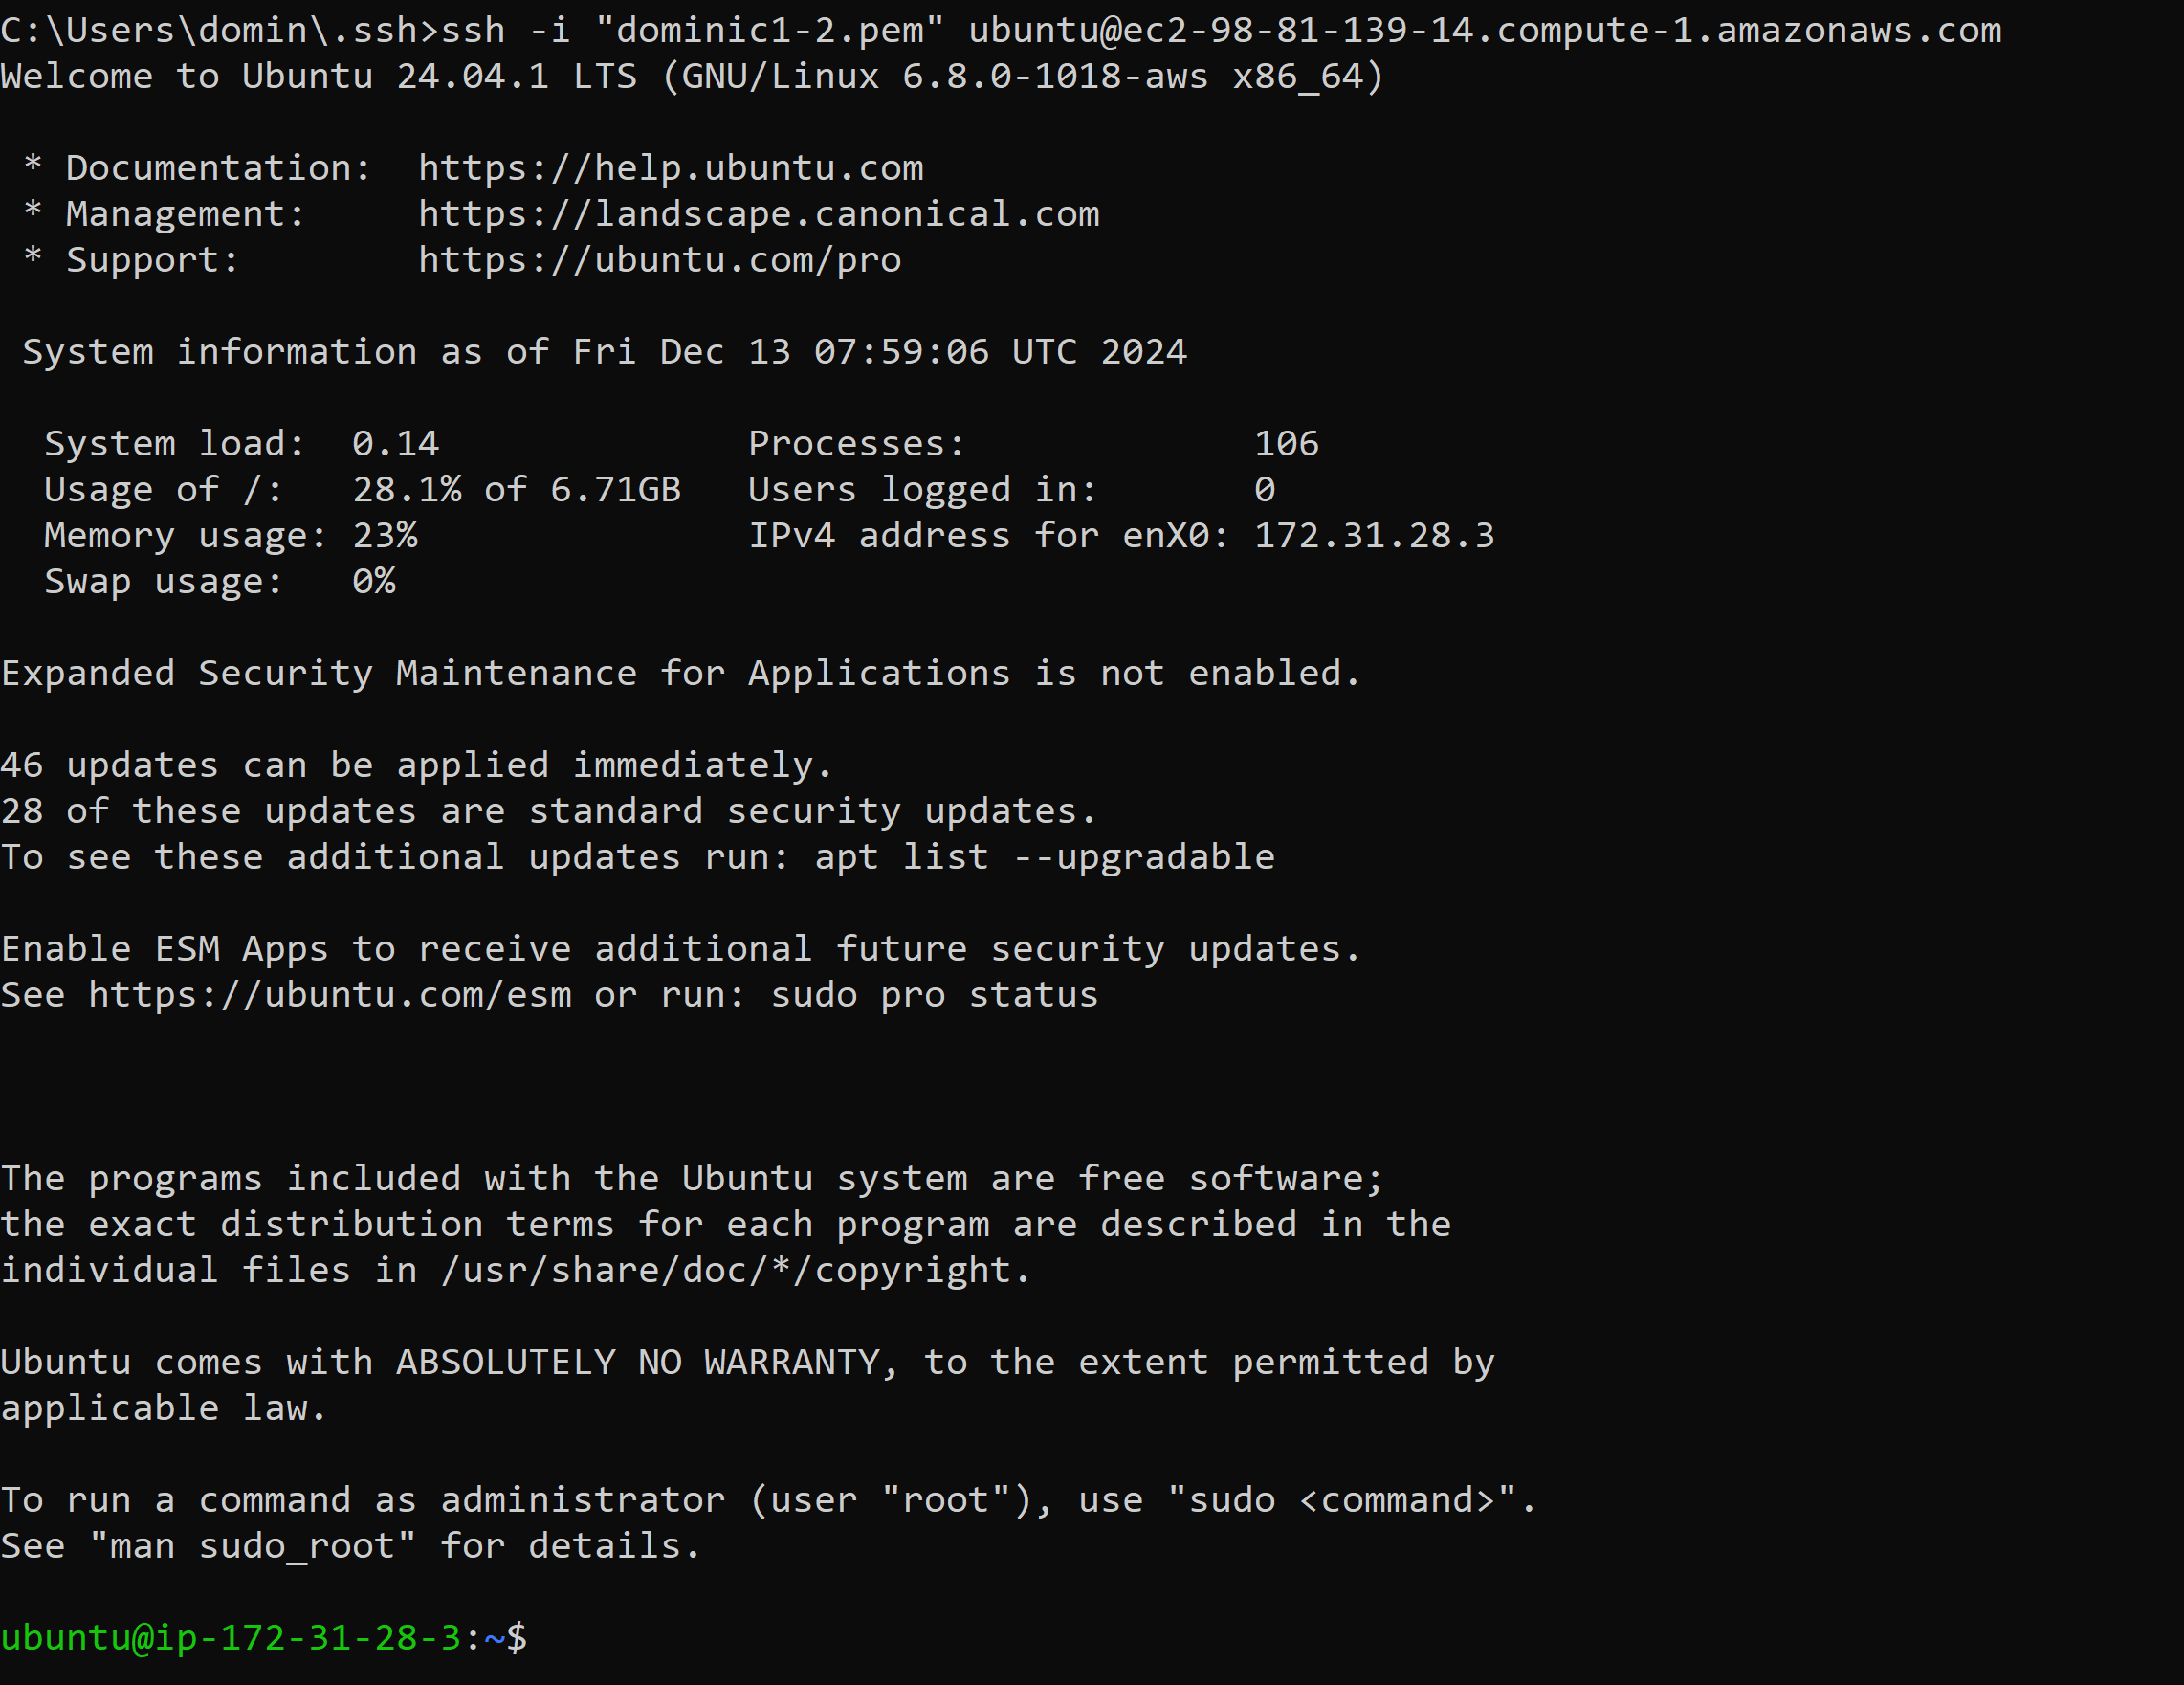 C:\Users\domin\.ssh>ssh -i "dominic1-2.pem" ubuntu@ec2-98-81-139-14.compute-1.amazonaws.com
Welcome to Ubuntu 24.04.1 LTS (GNU/Linux 6.8.0-1018-aws x86_64)

 * Documentation:  https://help.ubuntu.com
 * Management:     https://landscape.canonical.com
 * Support:        https://ubuntu.com/pro

 System information as of Fri Dec 13 07:59:06 UTC 2024

  System load:  0.14              Processes:             106
  Usage of /:   28.1% of 6.71GB   Users logged in:       0
  Memory usage: 23%               IPv4 address for enX0: 172.31.28.3
  Swap usage:   0%

Expanded Security Maintenance for Applications is not enabled.

46 updates can be applied immediately.
28 of these updates are standard security updates.
To see these additional updates run: apt list --upgradable

Enable ESM Apps to receive additional future security updates.
See https://ubuntu.com/esm or run: sudo pro status

The programs included with the Ubuntu system are free software;
the exact distribution terms for each program are described in the
individual files in /usr/share/doc/*/copyright.

Ubuntu comes with ABSOLUTELY NO WARRANTY, to the extent permitted by
applicable law.

To run a command as administrator (user "root"), use "sudo <command>".
See "man sudo_root" for details.

ubuntu@ip-172-31-28-3:~$